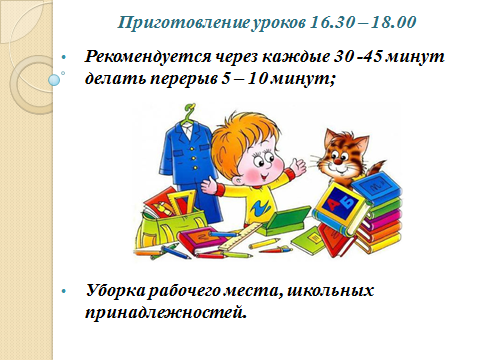 Приготовление уроков 16.30 – 18.00
Рекомендуется через каждые 30 -45 минут
делать перерыв 5 – 10 минут;
А
Б
Уборка рабочего места, школьных
принадлежностей.